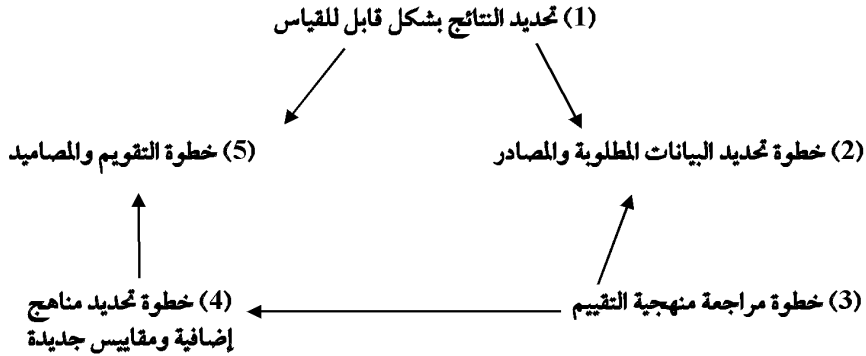 (1) تحديد النتائج بشكل قابل للقياس
(2) خطوة تحديد البيانات المطلوبة والمصادر
(5) خطوة التقويم والمصاميد
(3) خطوة مراجعة منهجية التقييم
(4) خطوة تحديد مناهج
إضافية ومقاييس جديدة